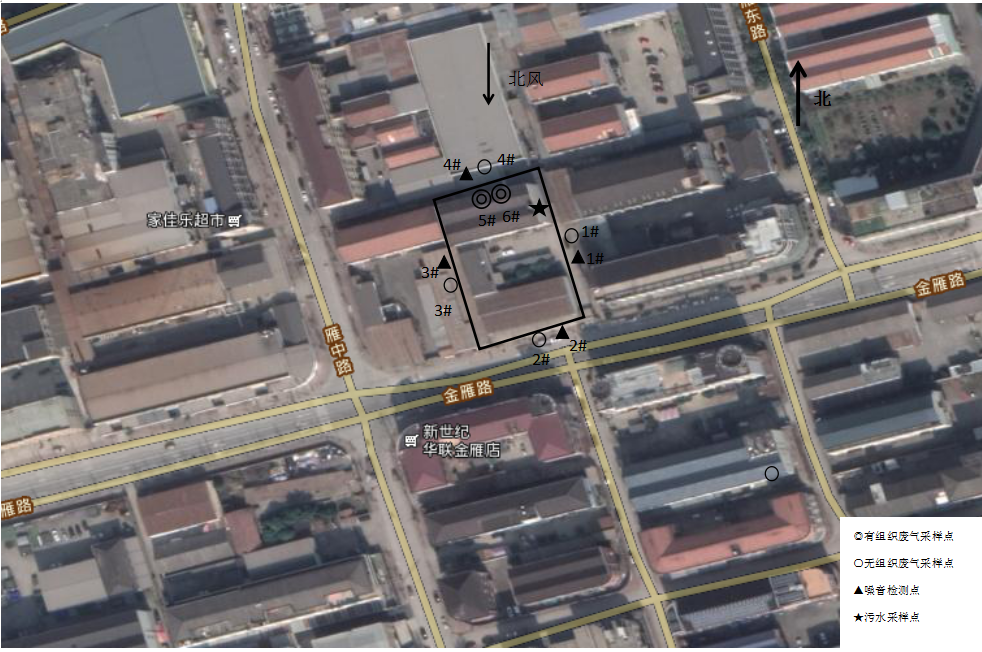 雁东路
北风
北
4#
4#
家佳乐超市
5#
6#
1#
1#
3#
3#
金雁路
2#
2#
雁中路
金雁路
新世纪
华联金雁店
雁路
◎有组织废气采样点
○无组织废气采样点
▲噪音检测点
★污水采样点